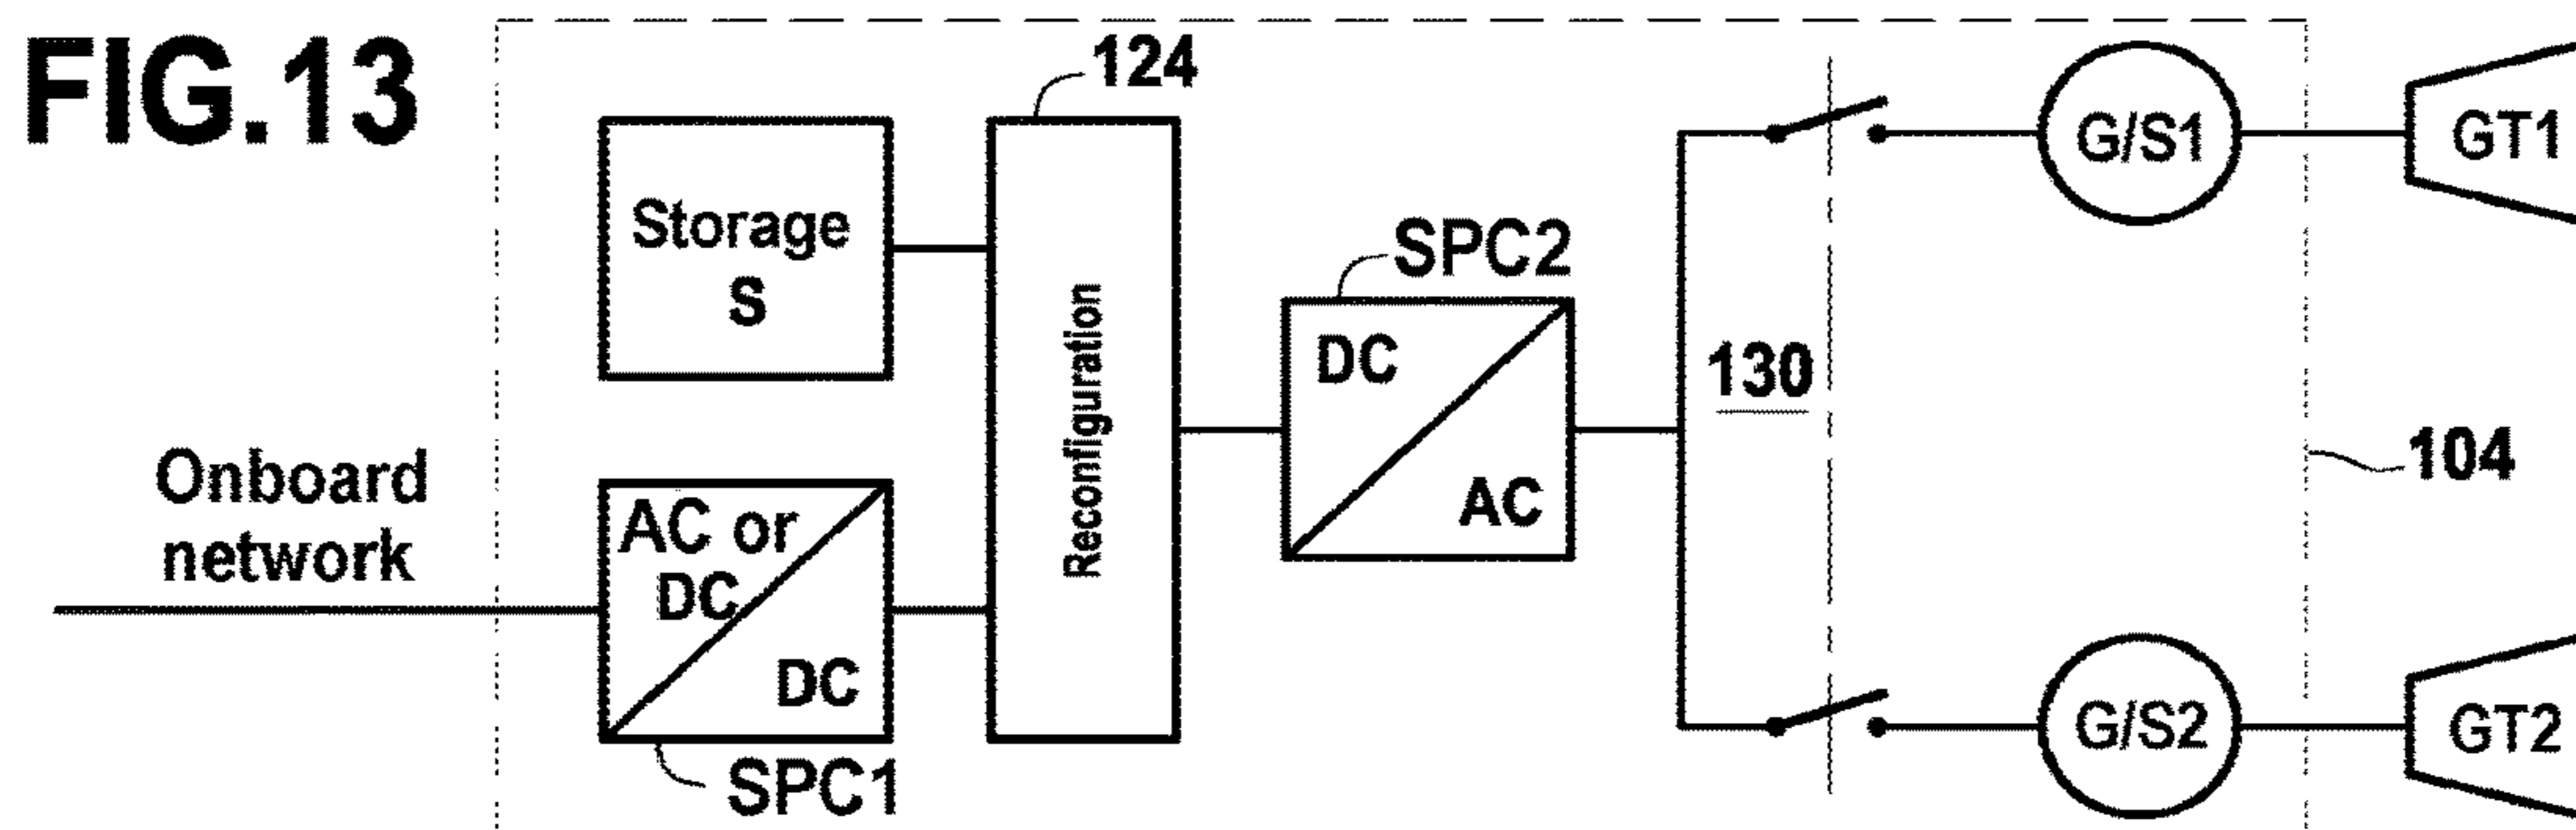 FIG.13
124
Storage
S
Reconfiguration
Onboard
network
AC or
DC
DC
SPC1
SPC2
DC
AC
130
G/S1
GT1
104
G/S2
GT2